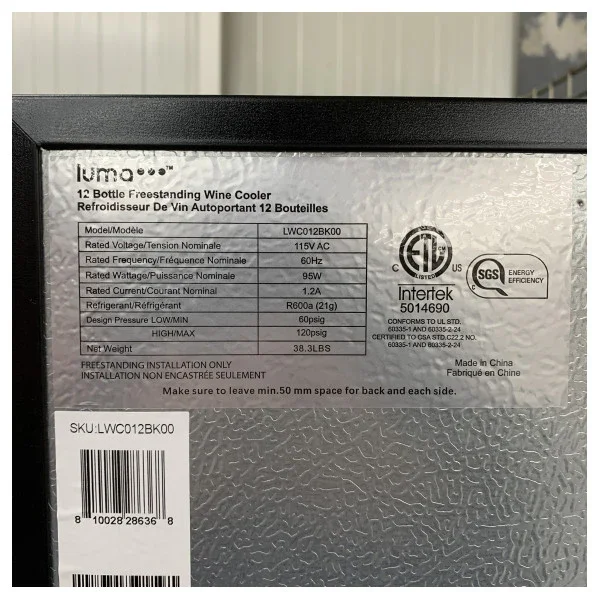 luma™
12 Bottle Freestanding Wine Cooler
Refroidisseur De Vin Autoportant 12 Bouteilles
Model/Modèle LWC012BK00
Rated Voltage/Tension Nominale 115V AC
Rated Frequency/Fréquence Nominale 60Hz
Rated Wattage/Puissance Nominale 95W
Rated Current/Courant Nominal 1.2A
Refrigerant/Réfrigérant R600a (21g)
Design Pressure LOW/MIN 60psig
HIGH/MAX 120psig
Net Weight 38.3LBS
FREESTANDING INSTALLATION ONLY
INSTALLATION NON ENCASTRÉE SEULEMENT
Make sure to leave min.50 mm space for back and each side.
ETL CM
LISTED
C US
Intertek
5014690
CONFORMS TO UL STD.
60335-1 AND 60335-2-24
CERTIFIED TO CSA STD.C22.2 NO.
60335-1 AND 60335-2-24
SGS ENERGY
EFFICIENCY
C
Made in China
Fabriqué en Chine
SKU:LWC012BK00
8 10028 28636 8